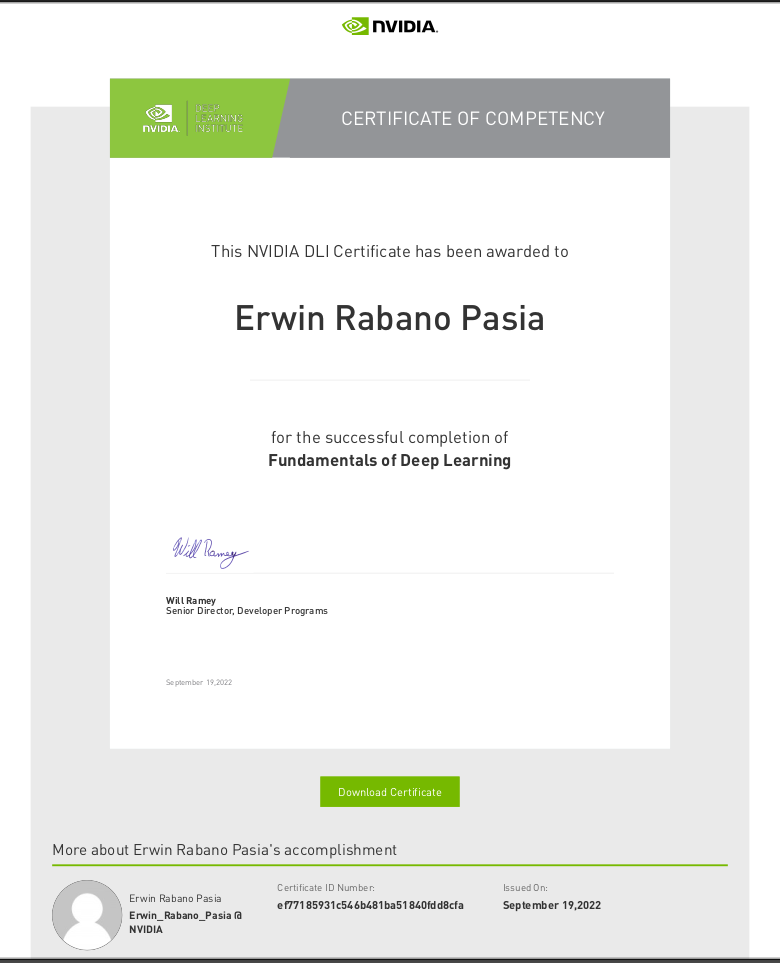 NVIDIA.
NVIDIA
DEEP
LEARNING
INSTITUTE
CERTIFICATE OF COMPETENCY
This NVIDIA DLI Certificate has been awarded to
Erwin Rabano Pasia
for the successful completion of
Fundamentals of Deep Learning
Will Ramey
Will Ramey
Senior Director, Developer Programs
September 19,2022
Download Certificate
More about Erwin Rabano Pasia's accomplishment
Erwin Rabano Pasia
Erwin_Rabano_Pasia @
NVIDIA
Certificate ID Number:
ef77185931c546b481ba51840fdd8cfa
Issued On:
September 19,2022